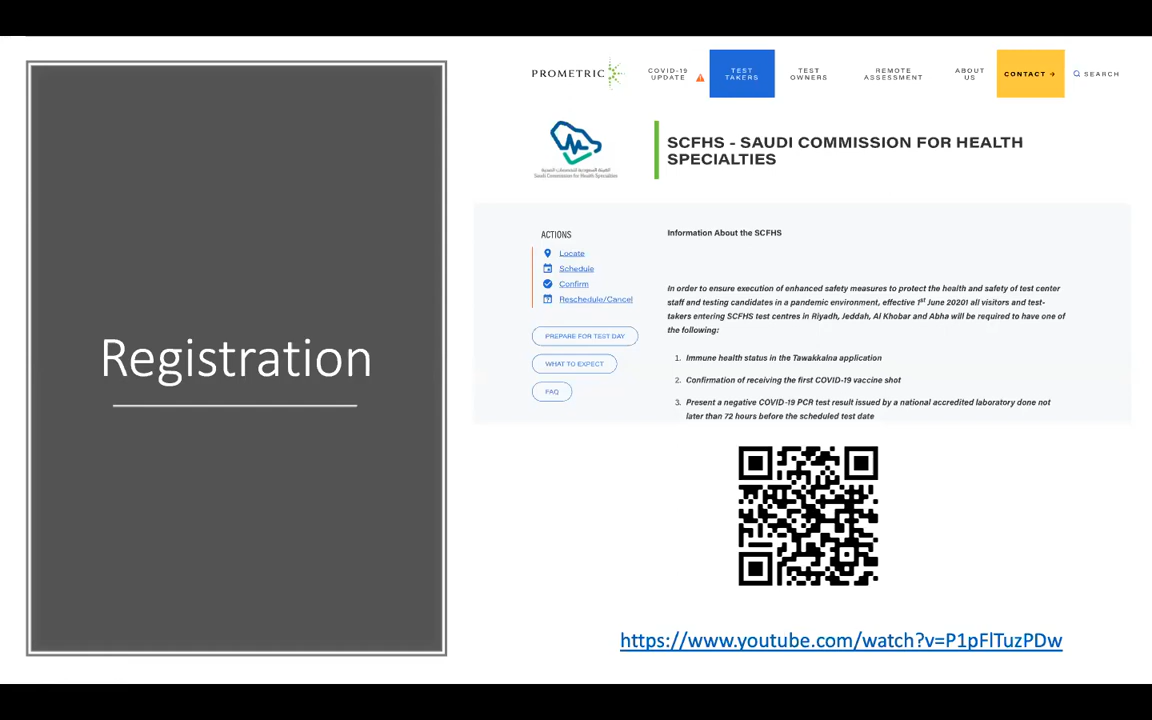 Registration
PROMETRIC
COVID-19
UPDATE
TEST
TAKERS
TEST
OWNERS
REMOTE
ASSESSMENT
ABOUT
US
CONTACT →
SEARCH
Saudi Commission for Health Specialties
SCFHS - SAUDI COMMISSION FOR HEALTH
SPECIALTIES
ACTIONS
Locate
Schedule
Confirm
Reschedule/Cancel
PREPARE FOR TEST DAY
WHAT TO EXPECT
FAQ
Information About the SCFHS
In order to ensure execution of enhanced safety measures to protect the health and safety of test center
staff and testing candidates in a pandemic environment, effective 1st June 20201 all visitors and test-
takers entering SCFHS test centres in Riyadh, Jeddah, Al Khobar and Abha will be required to have one of
the following:
1. Immune health status in the Tawakkalna application
2. Confirmation of receiving the first COVID-19 vaccine shot
3. Present a negative COVID-19 PCR test result issued by a national accredited laboratory done not
later than 72 hours before the scheduled test date
https://www.youtube.com/watch?v=P1pFlTuzPDw